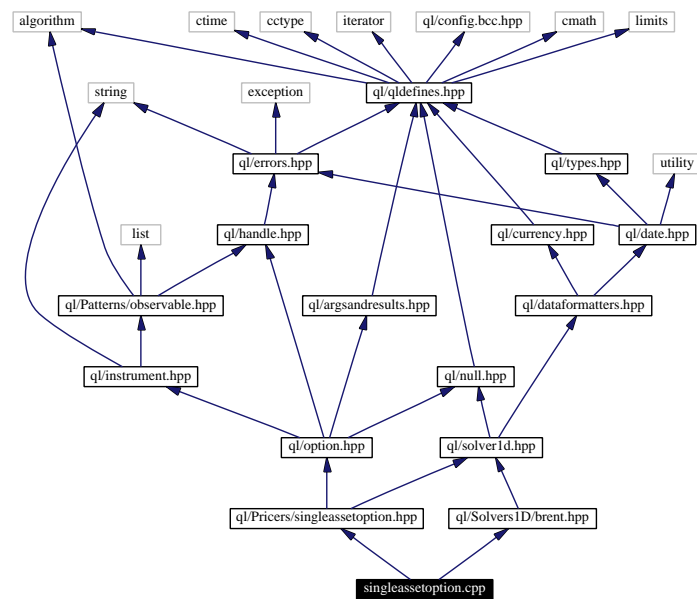 algorithm
ctime
cctype
iterator
ql/config.bcc.hpp
cmath
limits
string
exception
ql/qldefines.hpp
ql/errors.hpp
ql/types.hpp
utility
list
ql/handle.hpp
ql/currency.hpp
ql/date.hpp
ql/Patterns/observable.hpp
ql/argsandresults.hpp
ql/dataformatters.hpp
ql/instrument.hpp
ql/null.hpp
ql/option.hpp
ql/solver1d.hpp
ql/Pricers/singleassetoption.hpp
ql/Solvers1D/brent.hpp
singleassetoption.cpp